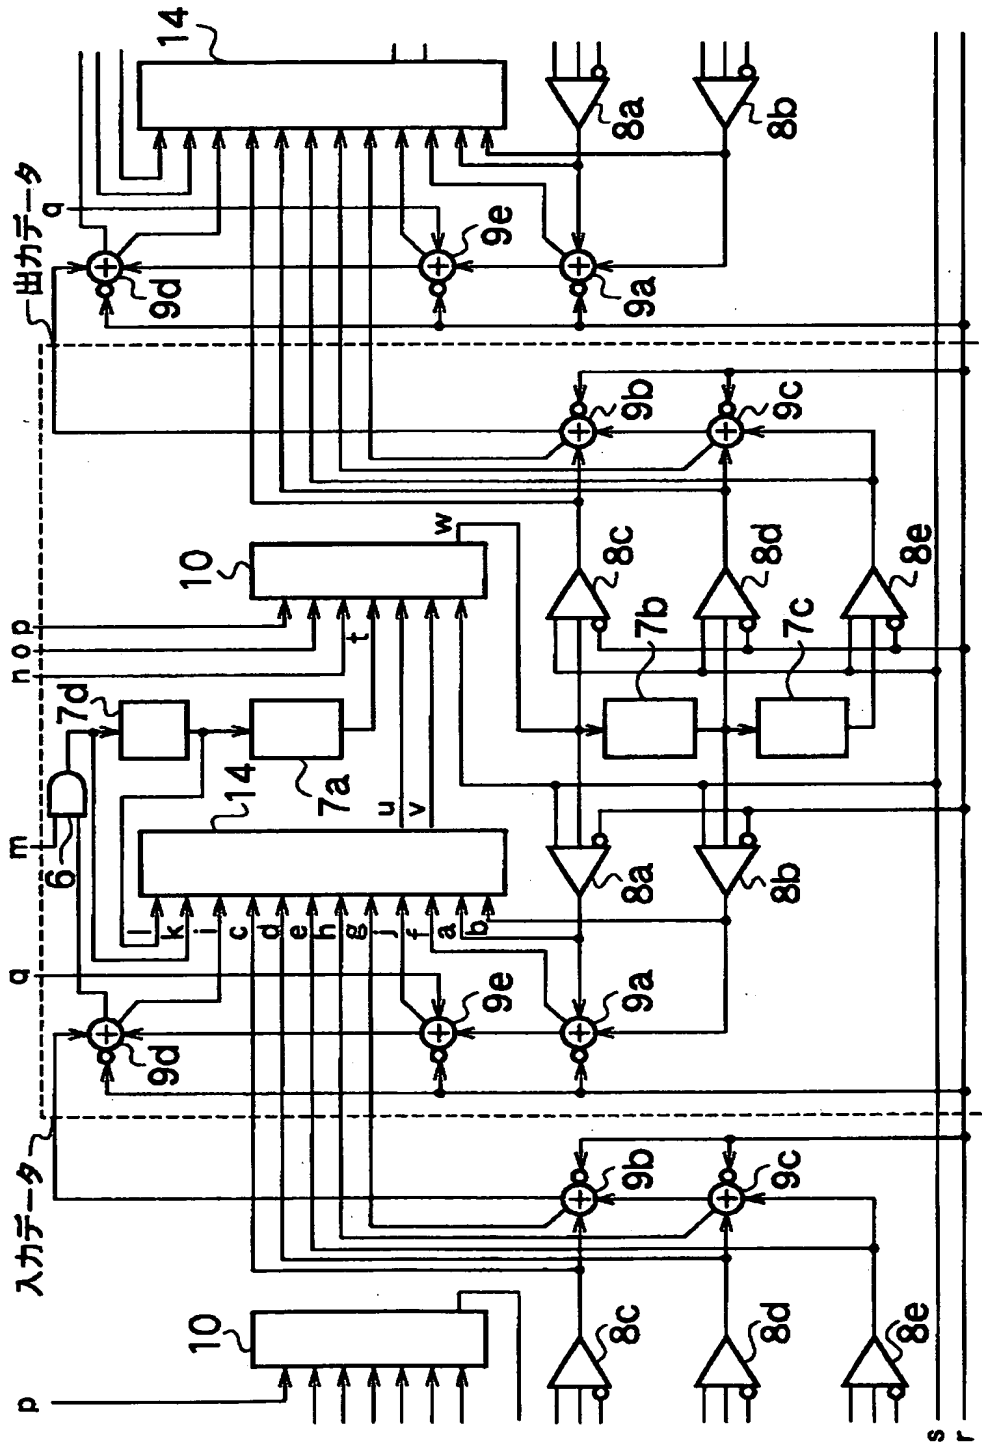 p
入力データ
q
m
n o p
出力データ
q
6
7d
9d
9d
14
l
k
i
10
10
14
c
d
e
h
7a
t
g
u
j
v
f
w
a
b
9e
9e
8c
9b
9a
8a
8c
9b
9a
8a
7b
8d
9c
8b
8d
9c
8b
7c
8e
8e
s
r